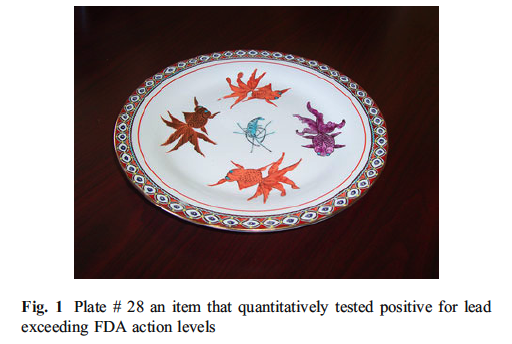 Fig. 1 Plate # 28 an item that quantitatively tested positive for lead
exceeding FDA action levels